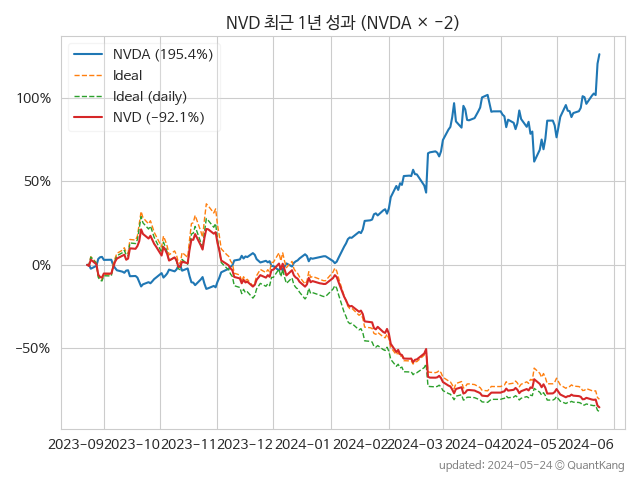 NVD 최근 1년 성과 (NVDA × −2)
NVDA (195.4%)
Ideal
Ideal (daily)
NVD (−92.1%)
100%
50%
0%
−50%
2023-09 2023-10 2023-11 2023-12 2024-01 2024-02 2024-03 2024-04 2024-05 2024-06
updated: 2024-05-24 © QuantKang